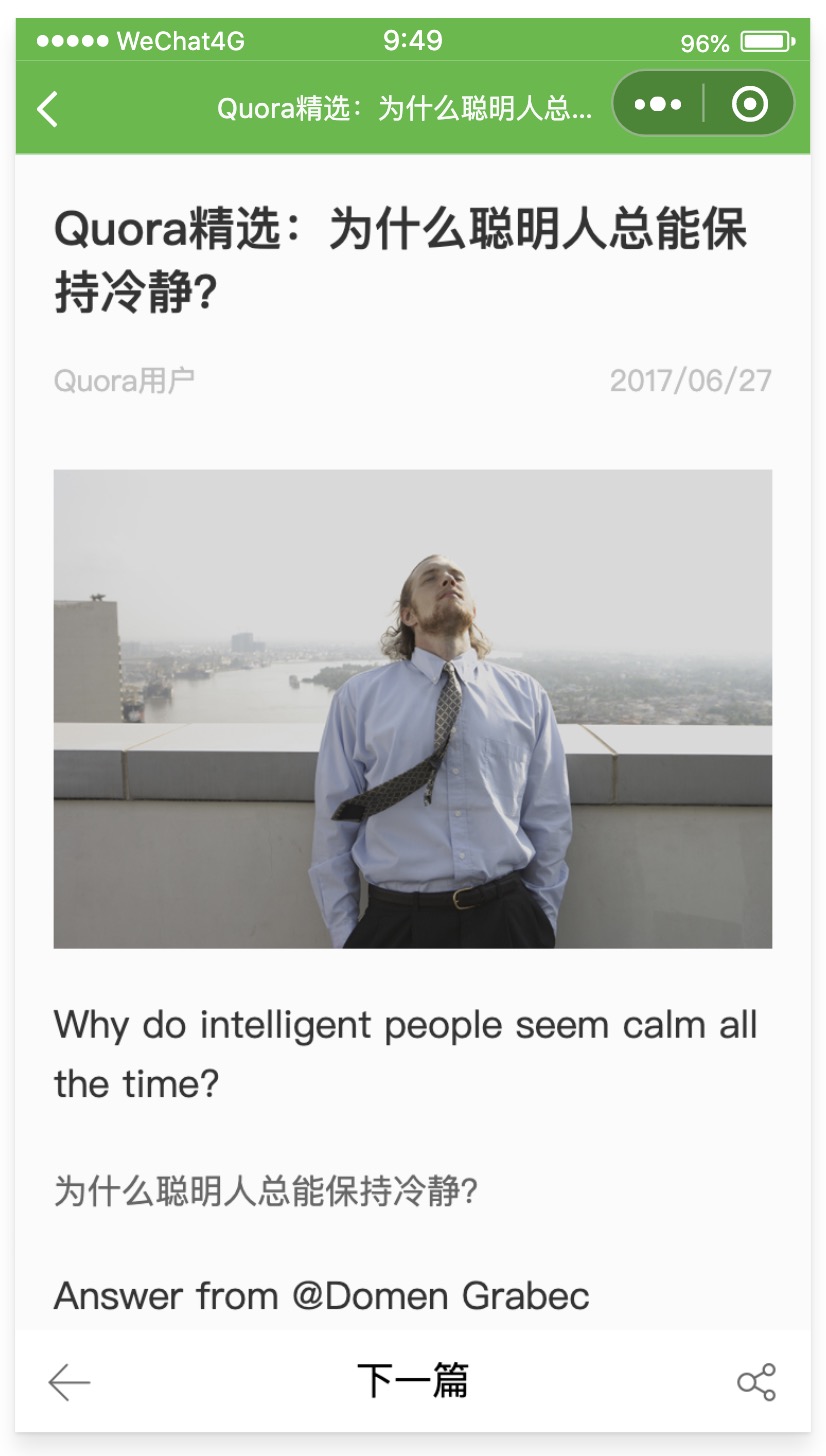 WeChat4G 9:49 96%
Quora精选：为什么聪明人总...
Quora精选：为什么聪明人总能保
持冷静?
Quora用户 2017/06/27
Why do intelligent people seem calm all
the time?
为什么聪明人总能保持冷静?
Answer from @Domen Grabec
下一篇